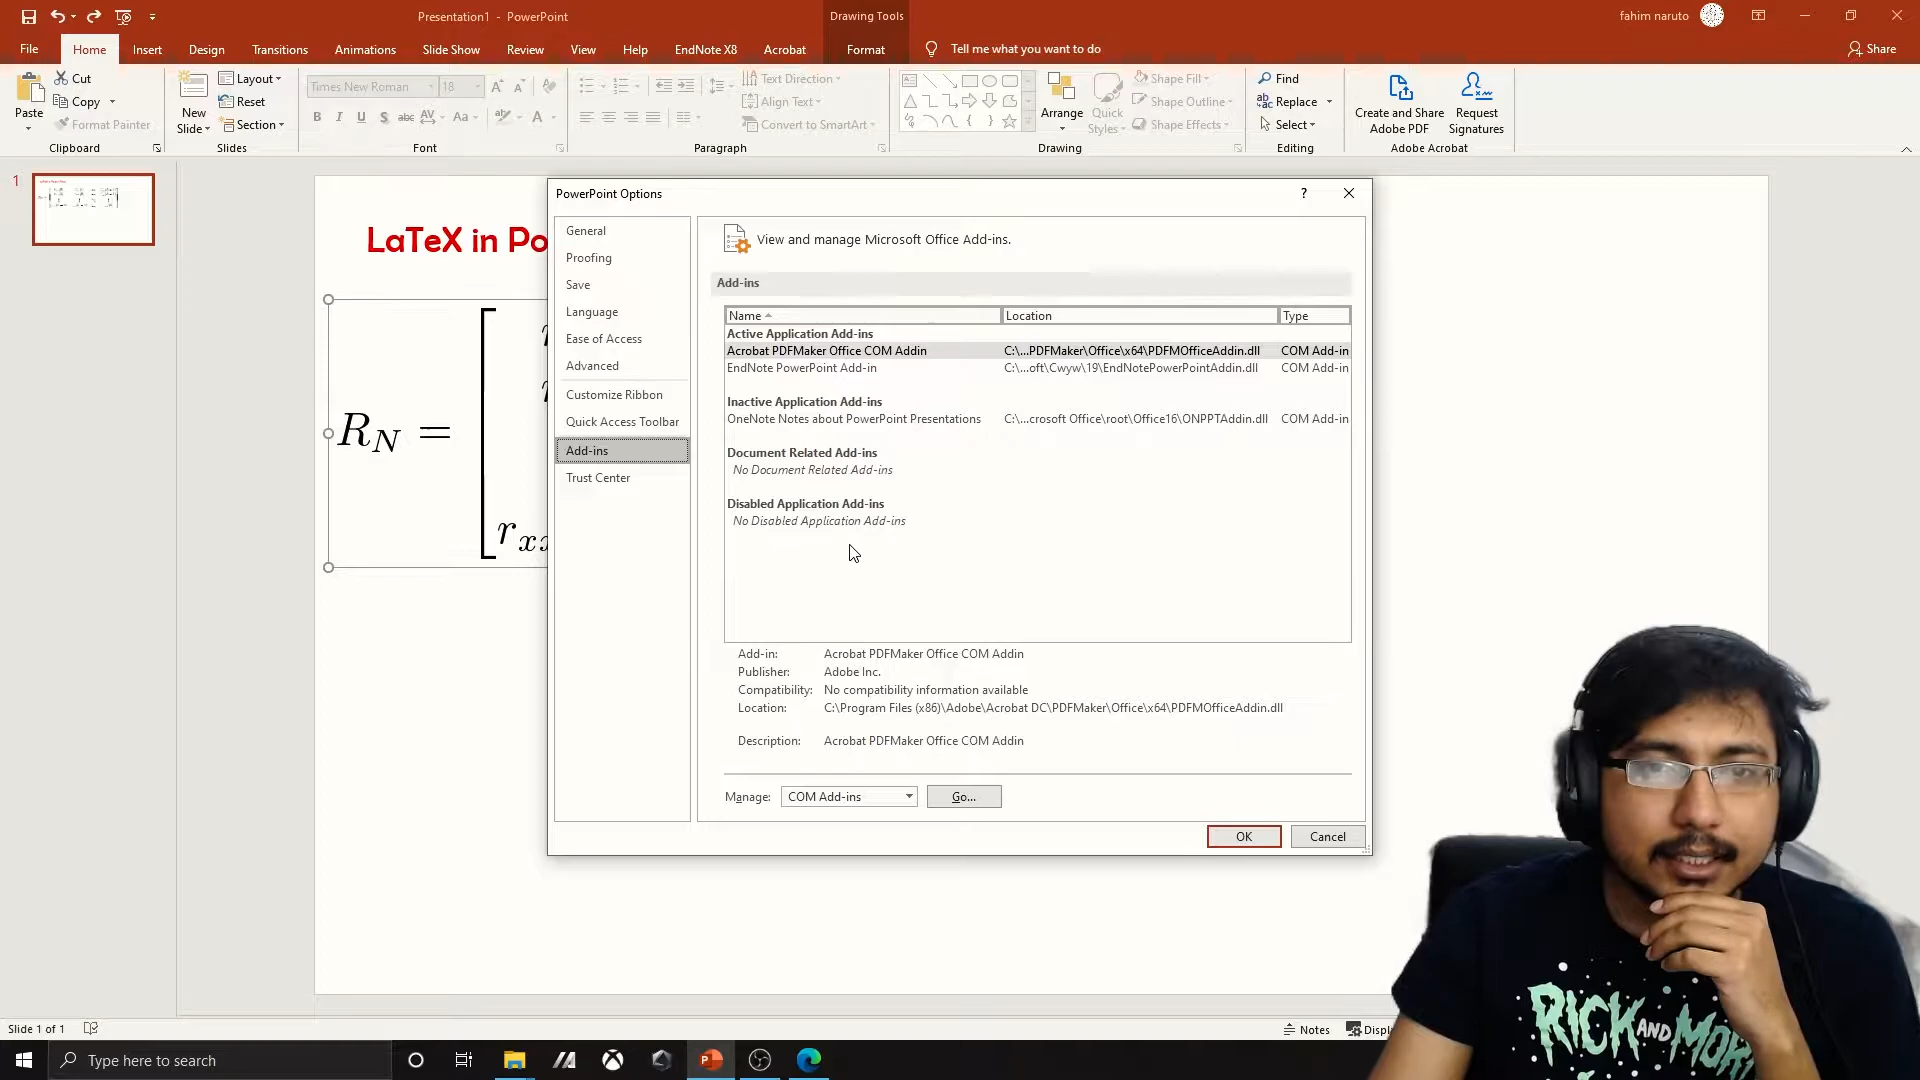 Presentation1 - PowerPoint
Drawing Tools
fahim naruto
File Home Insert Design Transitions Animations Slide Show Review View Help EndNote X8 Acrobat Format Tell me what you want to do Share
Paste
Cut
Copy
Format Painter
Clipboard
New Slide
Layout
Reset
Section
Slides
Times New Roman 18
B I U S abc AV Aa A
Font
Text Direction
Align Text
Convert to SmartArt
Paragraph
Arrange
Quick Styles
Shape Fill
Shape Outline
Shape Effects
Drawing
Find
Replace
Select
Editing
Create and Share Adobe PDF
Request Signatures
Adobe Acrobat
1
LaTeX in Po
R_N =
r_xx
PowerPoint Options
?
General
Proofing
Save
Language
Ease of Access
Advanced
Customize Ribbon
Quick Access Toolbar
Add-ins
Trust Center
View and manage Microsoft Office Add-ins.
Add-ins
Name Location Type
Active Application Add-ins
Acrobat PDFMaker Office COM Addin C:\...PDFMaker\Office\x64\PDFMOfficeAddin.dll COM Add-in
EndNote PowerPoint Add-in C:\...oft\Cwyw\19\EndNotePowerPointAddin.dll COM Add-in
Inactive Application Add-ins
OneNote Notes about PowerPoint Presentations C:\...crosoft Office\root\Office16\ONPPTAddin.dll COM Add-in
Document Related Add-ins
No Document Related Add-ins
Disabled Application Add-ins
No Disabled Application Add-ins
Add-in: Acrobat PDFMaker Office COM Addin
Publisher: Adobe Inc.
Compatibility: No compatibility information available
Location: C:\Program Files (x86)\Adobe\Acrobat DC\PDFMaker\Office\x64\PDFMOfficeAddin.dll
Description: Acrobat PDFMaker Office COM Addin
Manage: COM Add-ins Go...
OK Cancel
RICK AND MOR
Slide 1 of 1
Notes Displ
Type here to search